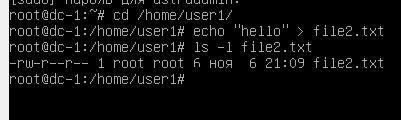 [sudo] пароль для astraadmin:
root@dc-1:~# cd /home/user1/
root@dc-1:/home/user1# echo "hello" > file2.txt
root@dc-1:/home/user1# ls -l file2.txt
-rw-r--r-- 1 root root 6 ноя  6 21:09 file2.txt
root@dc-1:/home/user1#